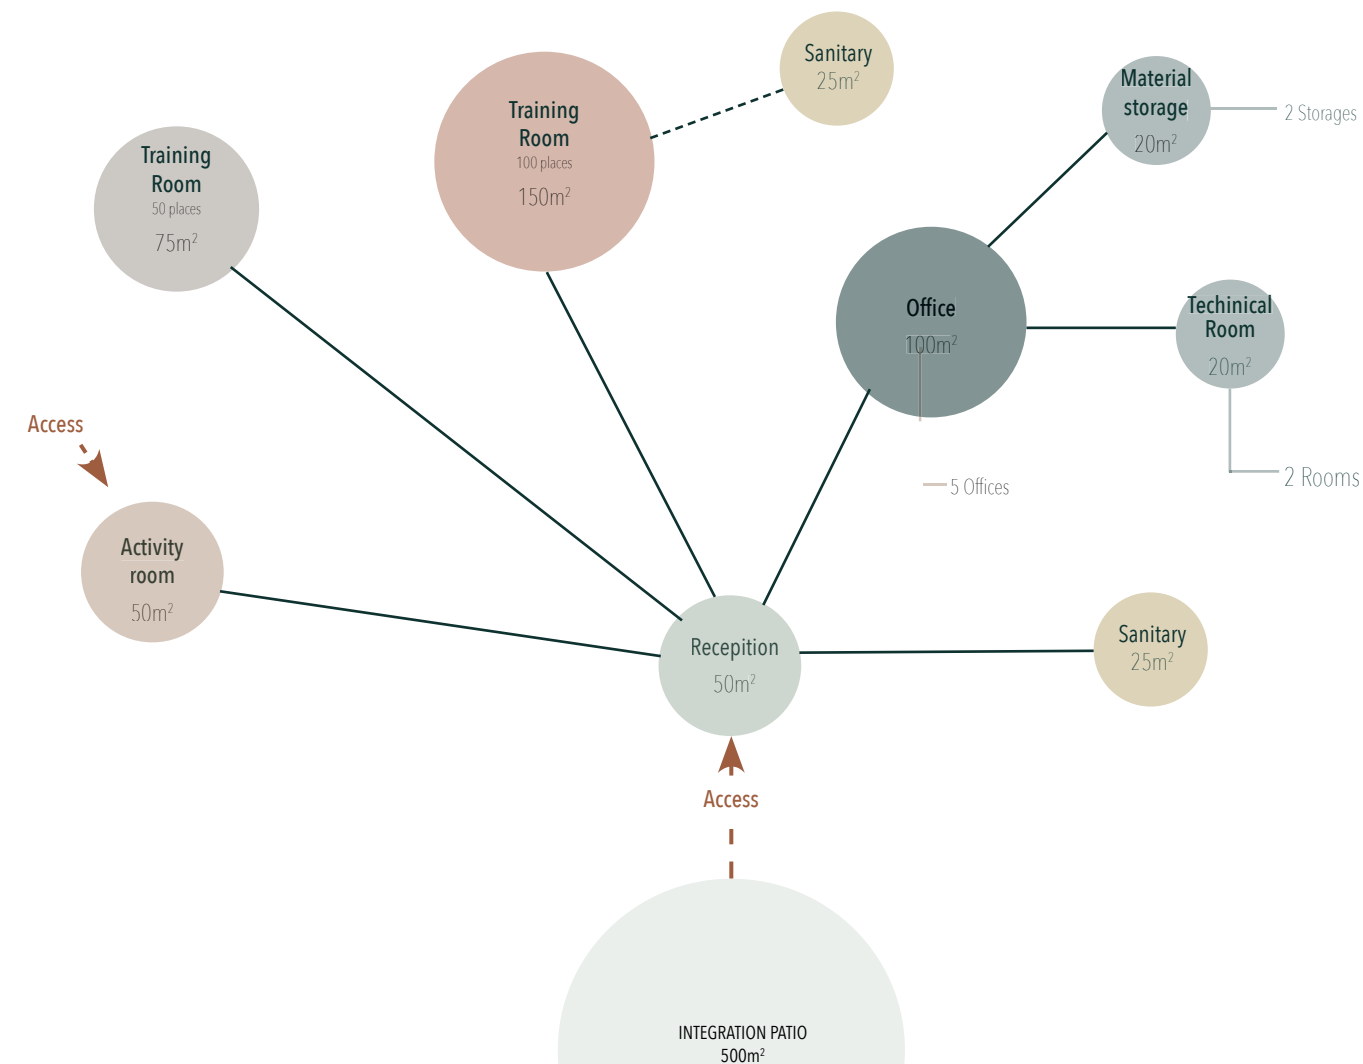 Sanitary
25m²
Training
Room
100 places
150m²
Material
storage
20m²
2 Storages
Training
Room
50 places
75m²
Office
100m²
5 Offices
Techinical
Room
20m²
2 Rooms
Access
Activity
room
50m²
Recepition
50m²
Sanitary
25m²
Access
INTEGRATION PATIO
500m²